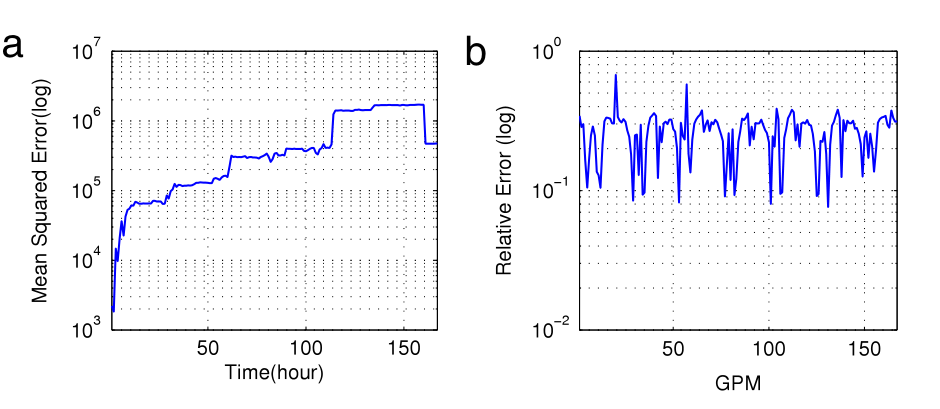 a
10^7
10^6
10^5
10^4
10^3
Mean Squared Error(log)
50 100 150
Time(hour)
b
10^0
10^−1
10^−2
Relative Error (log)
50 100 150
GPM